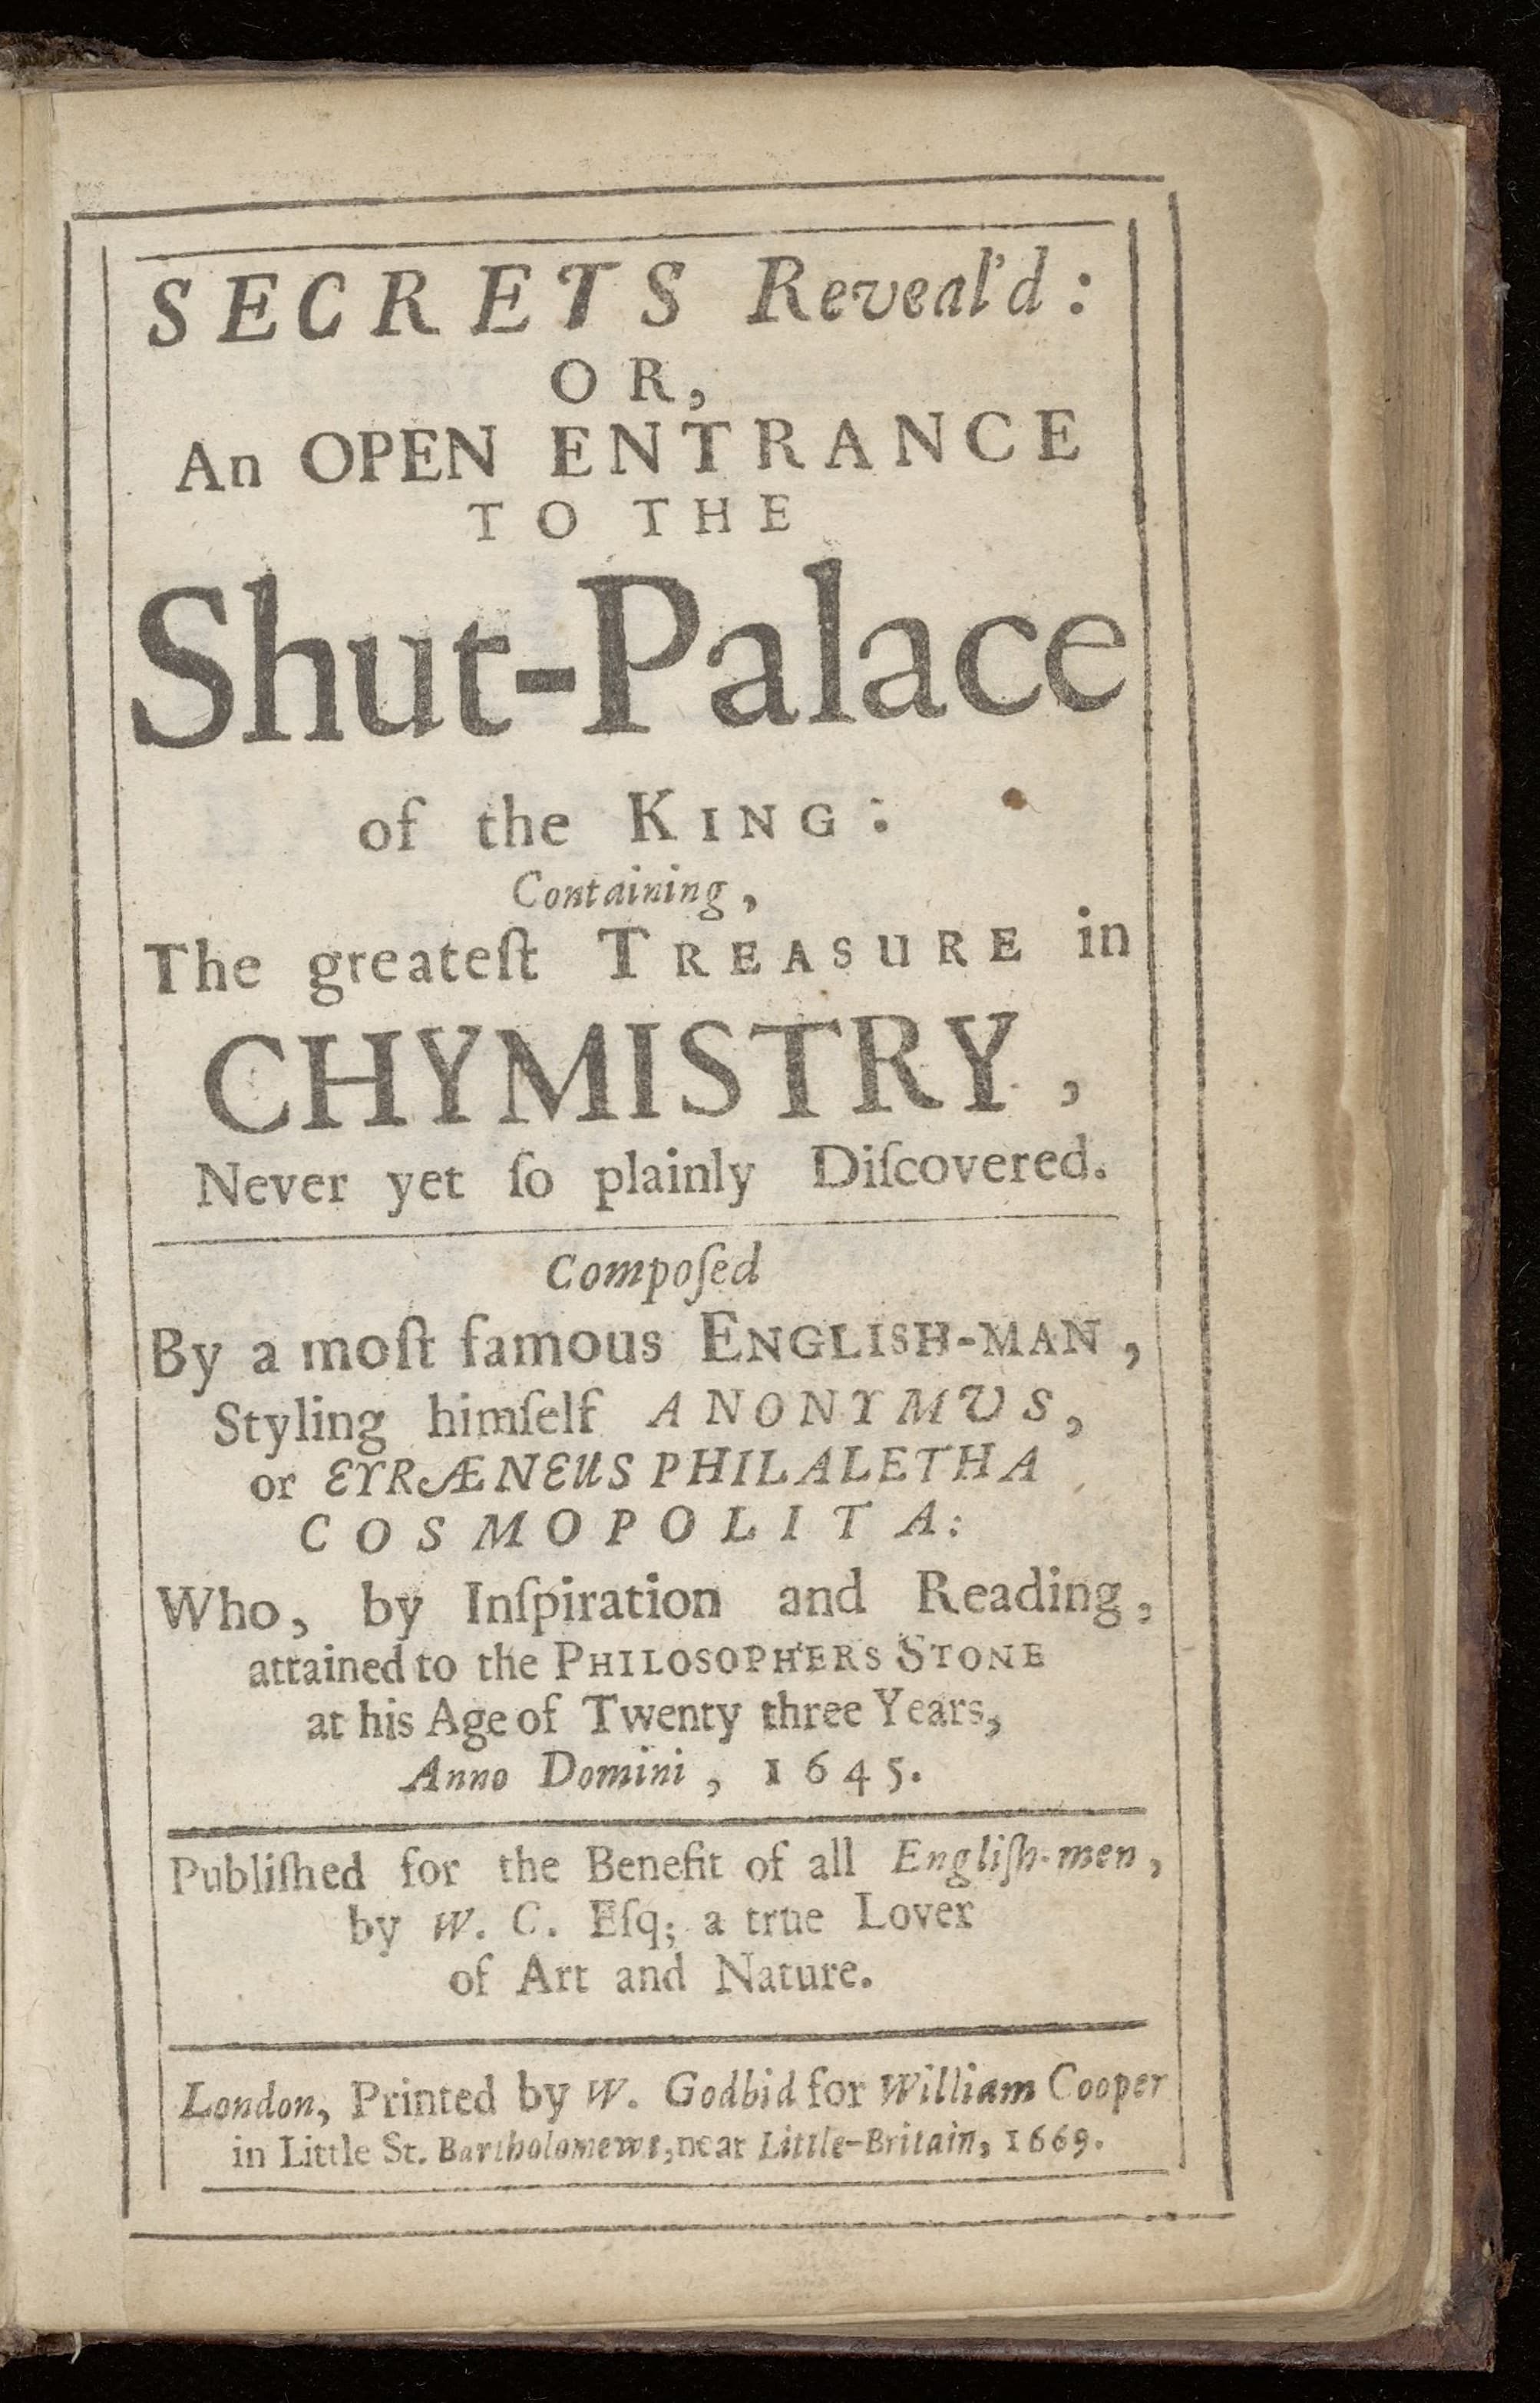 SECRETS Reveal'd:
OR,
An OPEN ENTRANCE
TO THE
Shut-Palace
of the KING:
Containing,
The greateſt TREASURE in
CHYMISTRY,
Never yet ſo plainly Diſcovered.
Compoſed
By a moſt famous ENGLISH-MAN,
Styling himſelf ANONYMUS,
or EYRÆNEUS PHILALETHA
COSMOPOLITA:
Who, by Inſpiration and Reading,
attained to the PHILOSOPHERS STONE
at his Age of Twenty three Years,
Anno Domini, 1645.
Publiſhed for the Benefit of all Engliſh-men,
by W. C. Eſq; a true Lover
of Art and Nature.
London, Printed by W. Godbid for William Cooper
in Little St. Bartholomews, near Little-Britain, 1669.